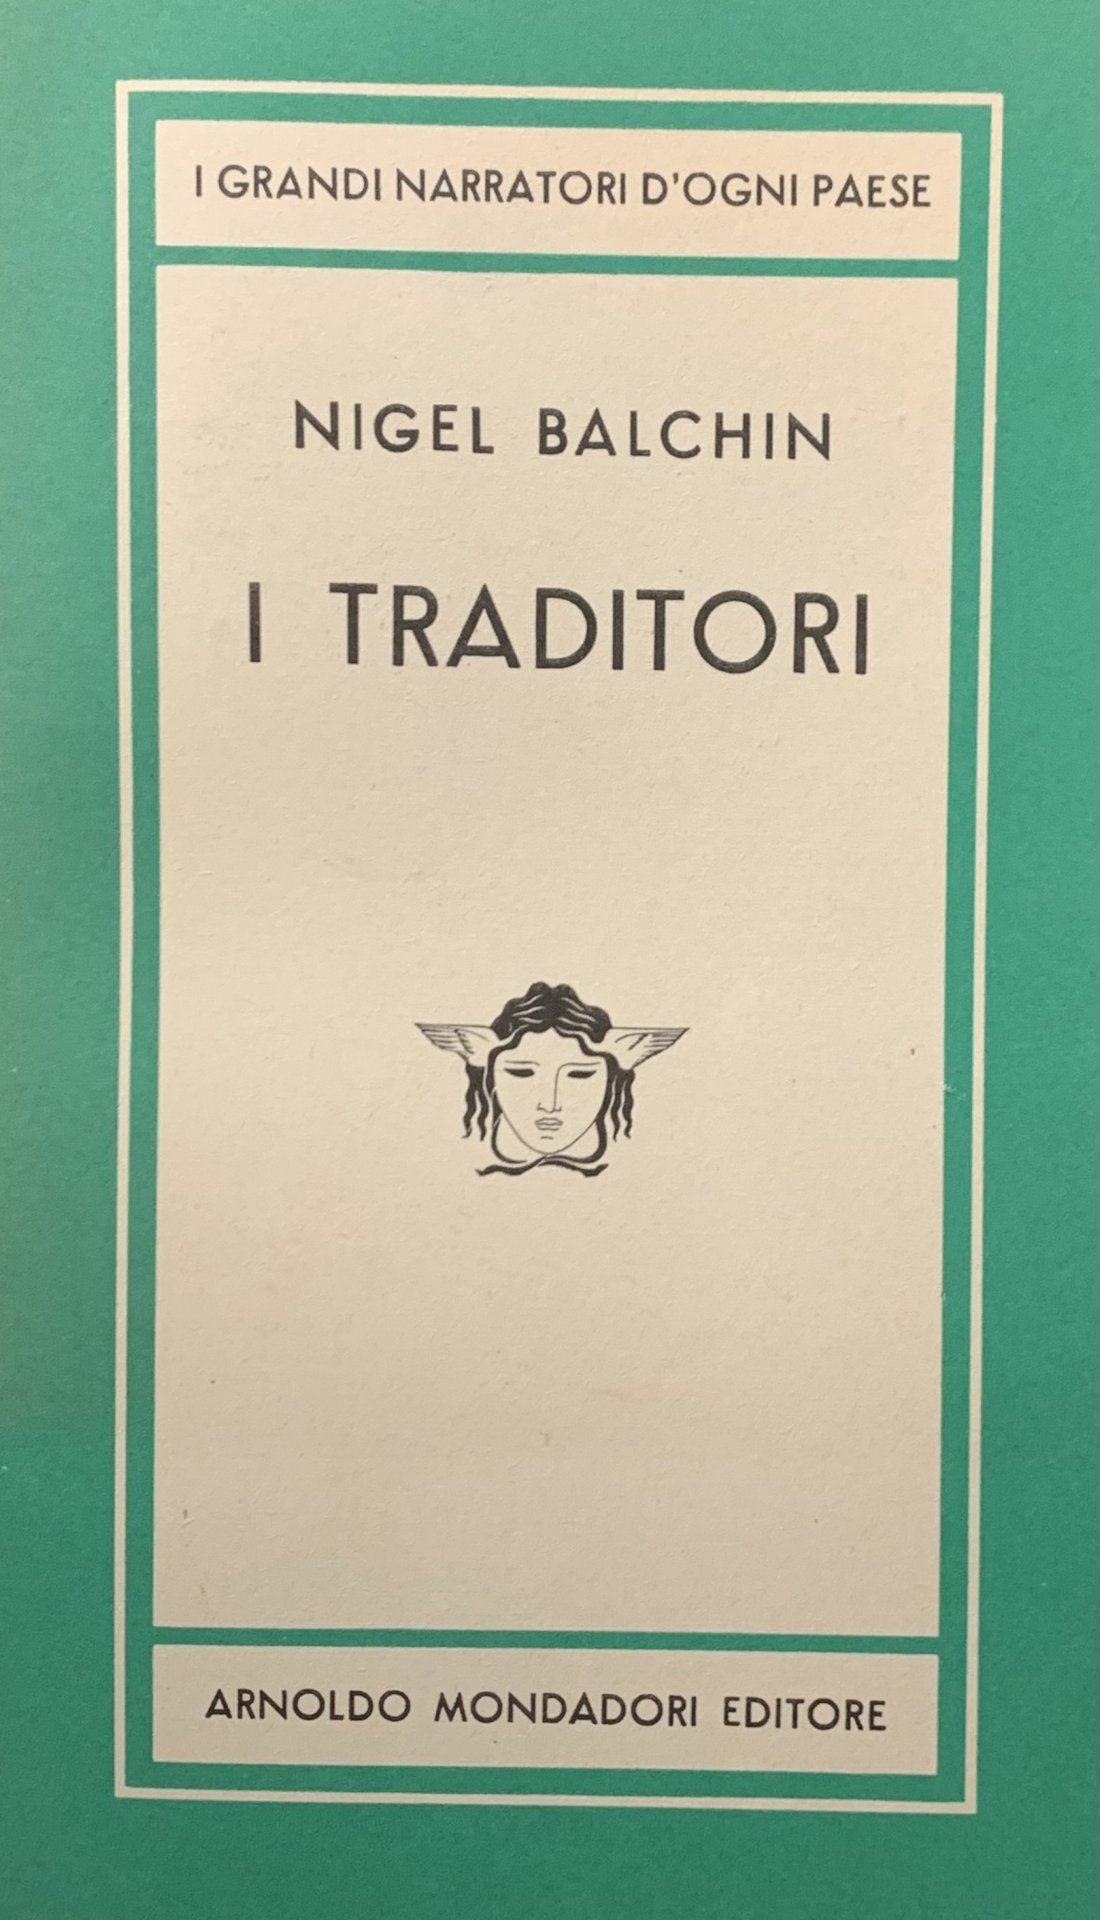 I GRANDI NARRATORI D'OGNI PAESE
NIGEL BALCHIN
I TRADITORI
ARNOLDO MONDADORI EDITORE